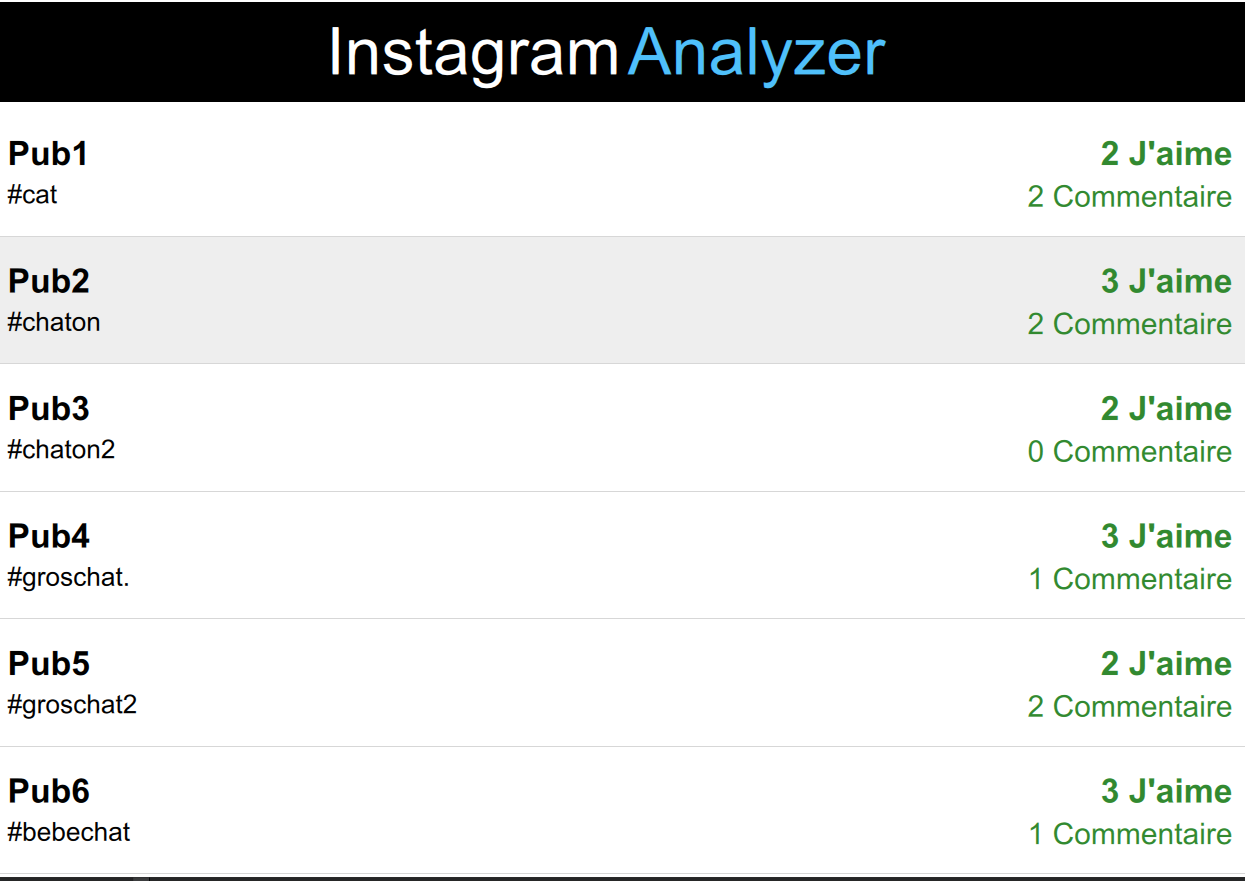 Instagram Analyzer
Pub1
2 J'aime
#cat
2 Commentaire
Pub2
3 J'aime
#chaton
2 Commentaire
Pub3
2 J'aime
#chaton2
0 Commentaire
Pub4
3 J'aime
#groschat.
1 Commentaire
Pub5
2 J'aime
#groschat2
2 Commentaire
Pub6
3 J'aime
#bebechat
1 Commentaire